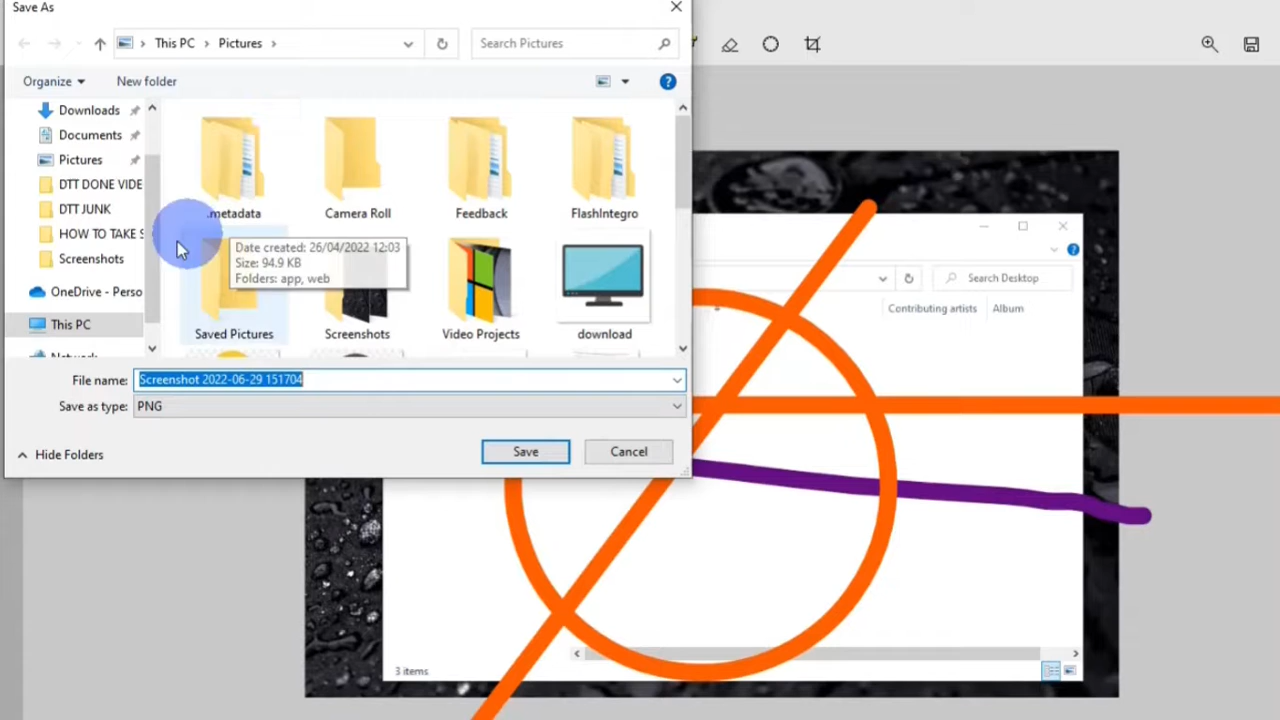 Save As
This PC
Pictures
Search Pictures
Organize
New folder
Downloads
Documents
Pictures
DTT DONE VIDE
DTT JUNK
HOW TO TAKE S
Screenshots
OneDrive - Perso
This PC
Network
.metadata
Camera Roll
Feedback
FlashIntegro
Date created: 26/04/2022 12:03
Size: 94.9 KB
Folders: app, web
Saved Pictures
Screenshots
Video Projects
download
File name: Screenshot 2022-06-29 151704
Save as type: PNG
Hide Folders
Save
Cancel
Search Desktop
Contributing artists
Album
3 items